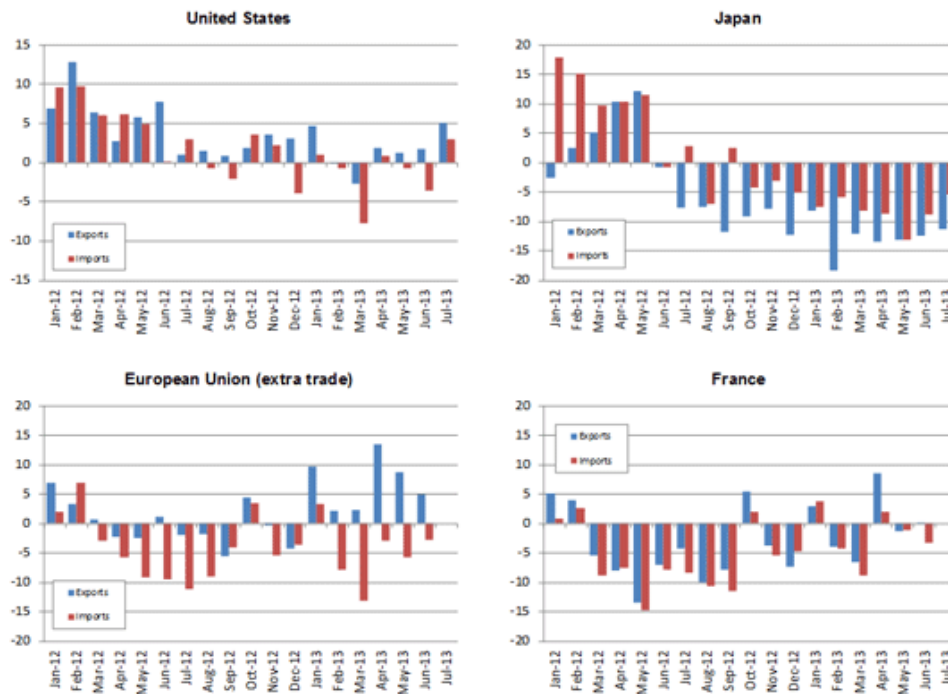 United States
15
10
5
0
-5
-10
-15
Exports
Imports
Jan-12
Feb-12
Mar-12
Apr-12
May-12
Jun-12
Jul-12
Aug-12
Sep-12
Oct-12
Nov-12
Dec-12
Jan-13
Feb-13
Mar-13
Apr-13
May-13
Jun-13
Jul-13
Japan
20
15
10
5
0
-5
-10
-15
-20
Exports
Imports
Jan-12
Feb-12
Mar-12
Apr-12
May-12
Jun-12
Jul-12
Aug-12
Sep-12
Oct-12
Nov-12
Dec-12
Jan-13
Feb-13
Mar-13
Apr-13
May-13
Jun-13
Jul-13
European Union (extra trade)
20
15
10
5
0
-5
-10
-15
-20
Exports
Imports
Jan-12
Feb-12
Mar-12
Apr-12
May-12
Jun-12
Jul-12
Aug-12
Sep-12
Oct-12
Nov-12
Dec-12
Jan-13
Feb-13
Mar-13
Apr-13
May-13
Jun-13
Jul-13
France
20
15
10
5
0
-5
-10
-15
-20
Exports
Imports
Jan-12
Feb-12
Mar-12
Apr-12
May-12
Jun-12
Jul-12
Aug-12
Sep-12
Oct-12
Nov-12
Dec-12
Jan-13
Feb-13
Mar-13
Apr-13
May-13
Jun-13
Jul-13